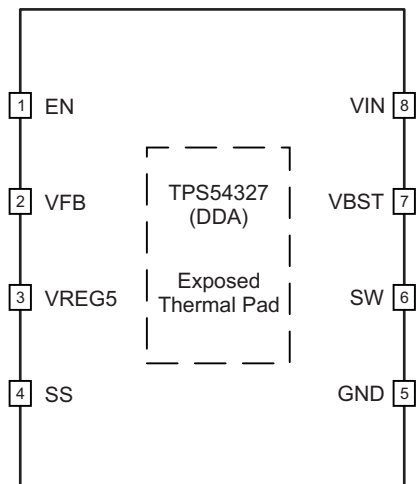 1 EN
VIN 8
2 VFB
TPS54327
(DDA)
VBST 7
3 VREG5
Exposed
Thermal Pad
SW 6
4 SS
GND 5